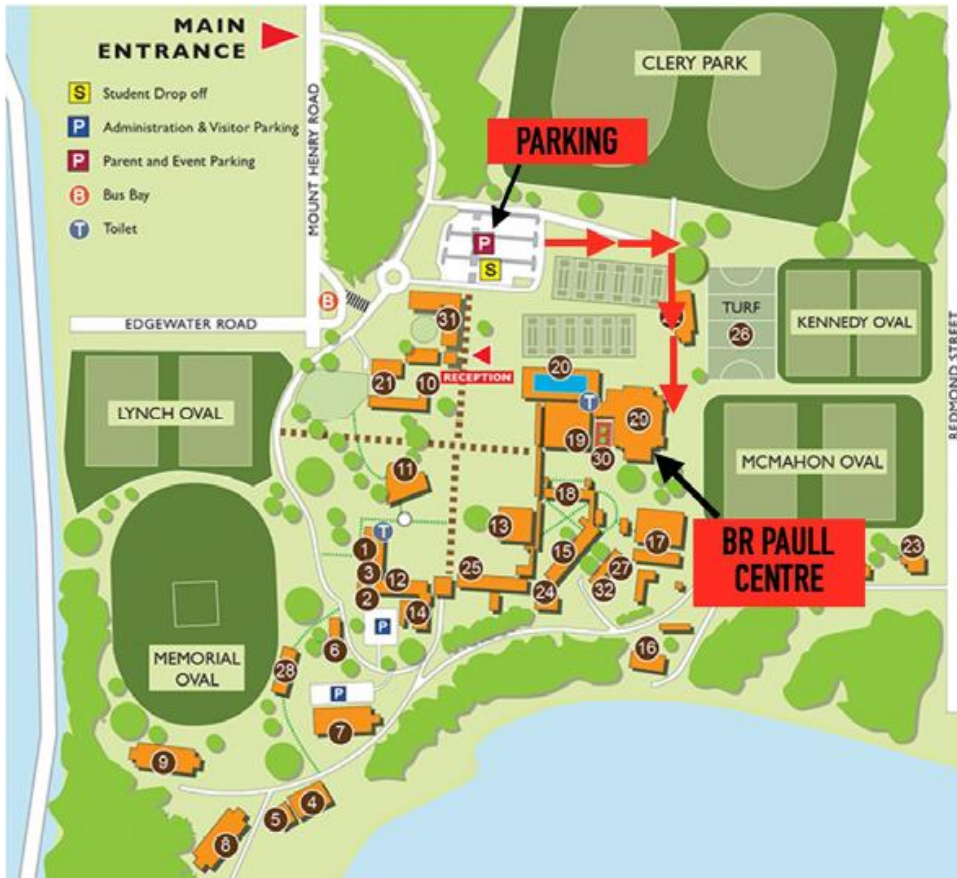 MAIN
ENTRANCE
S Student Drop off
P Administration & Visitor Parking
P Parent and Event Parking
B Bus Bay
T Toilet
MOUNT HENRY ROAD
CLERY PARK
PARKING
P
S
B
EDGEWATER ROAD
31
TURF
26
KENNEDY OVAL
REDMOND STREET
RECEPTION
21
10
20
T
LYNCH OVAL
19
20
30
MCMAHON OVAL
11
18
13
T
1
3
2
12
14
25
15
24
17
27
32
BR PAULL
CENTRE
23
P
6
16
MEMORIAL
OVAL
28
P
7
9
4
5
8